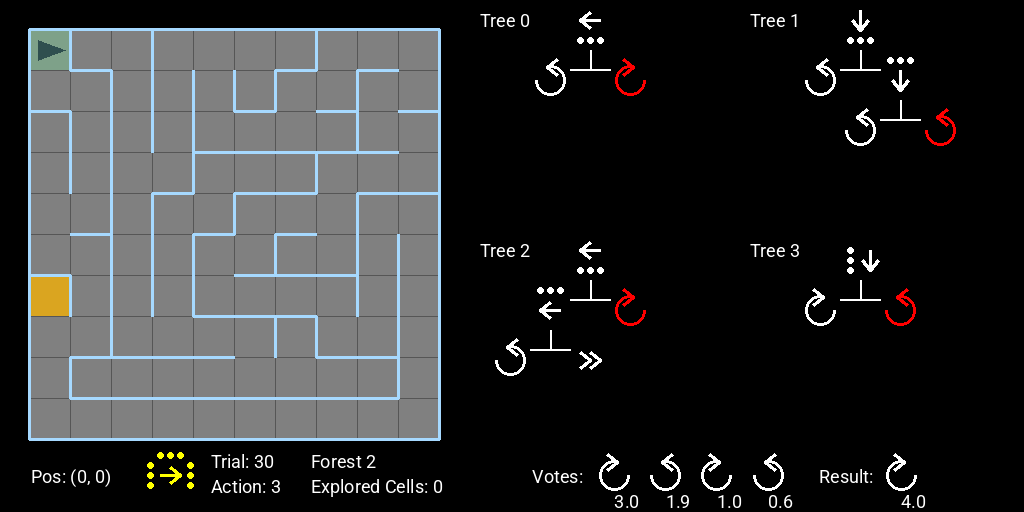 Tree 0
Tree 1
Tree 2
Tree 3
Pos: (0, 0)
Trial: 30
Forest 2
Action: 3
Explored Cells: 0
Votes:
3.0
1.9
1.0
0.6
Result:
4.0